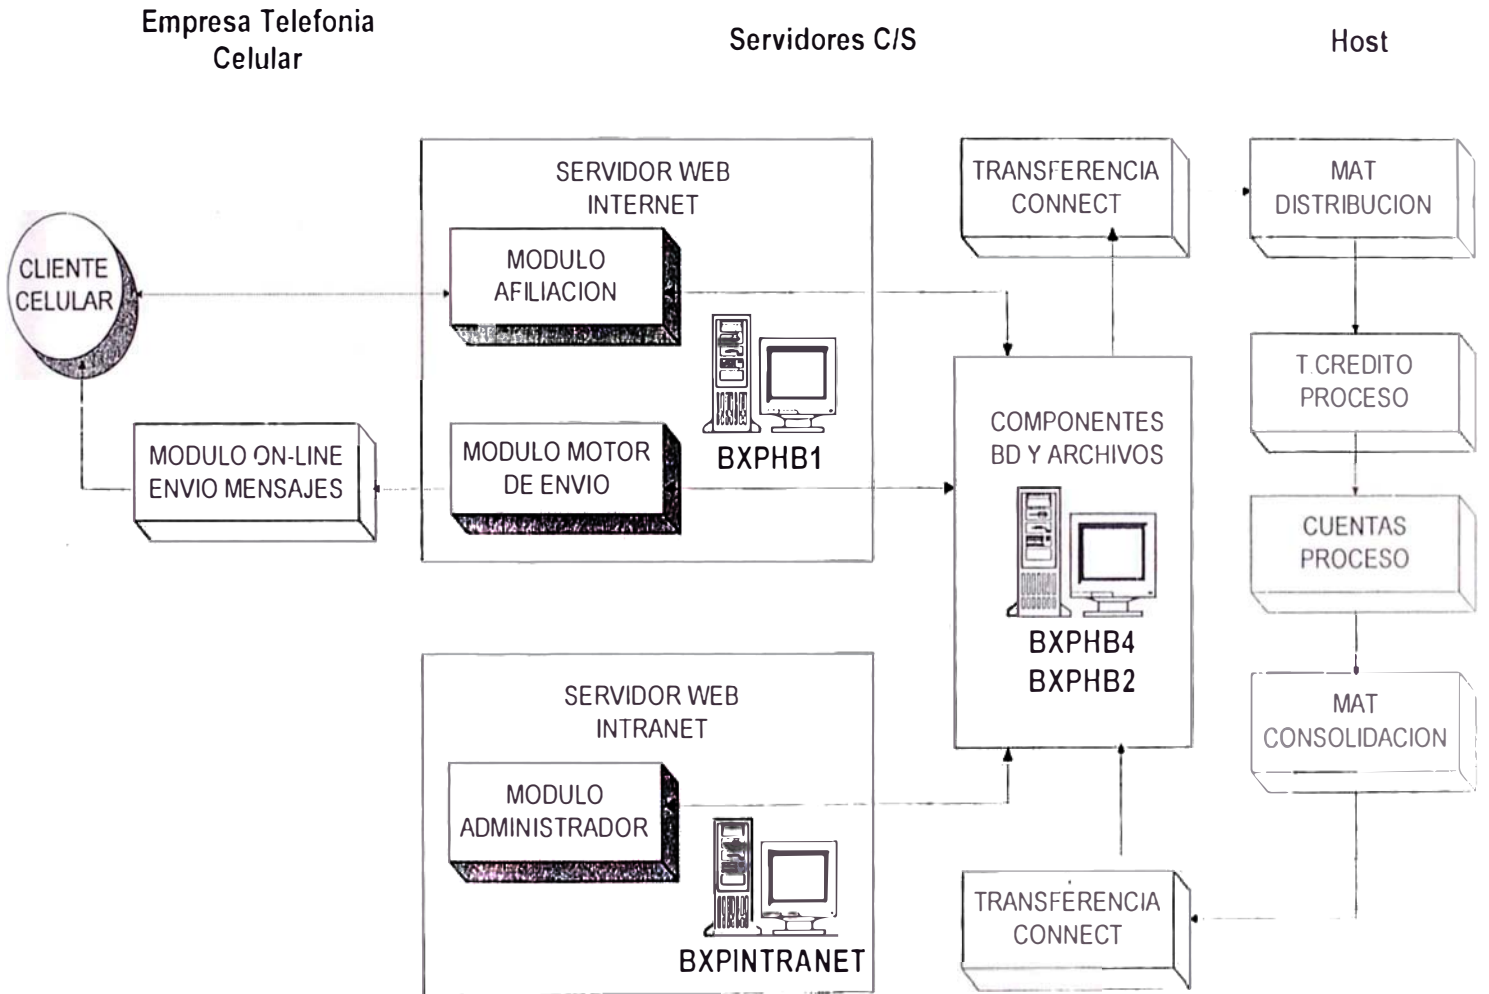 Empresa Telefonia
Celular
Servidores C/S
Host
SERVIDOR WEB
INTERNET
TRANSFERENCIA
CONNECT
MAT
DISTRIBUCION
CLIENTE
CELULAR
MODULO
AFILIACION
T.CREDITO
PROCESO
MODULO ON-LINE
ENVIO MENSAJES
MODULO MOTOR
DE ENVIO
BXPHB1
COMPONENTES
BD Y ARCHIVOS
CUENTAS
PROCESO
BXPHB4
BXPHB2
SERVIDOR WEB
INTRANET
MAT
CONSOLIDACION
MODULO
ADMINISTRADOR
BXPINTRANET
TRANSFERENCIA
CONNECT